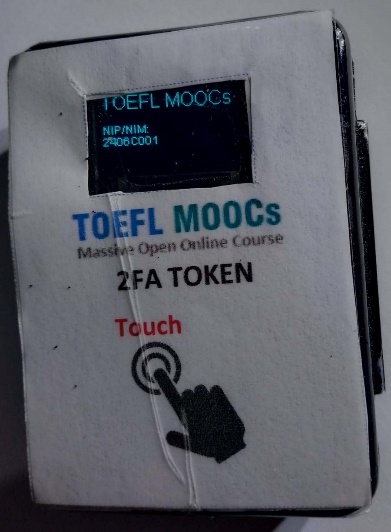 TOEFL MOOCs
NIP/NIM:
2406C001
TOEFL MOOCs
Massive Open Online Course
2FA TOKEN
Touch